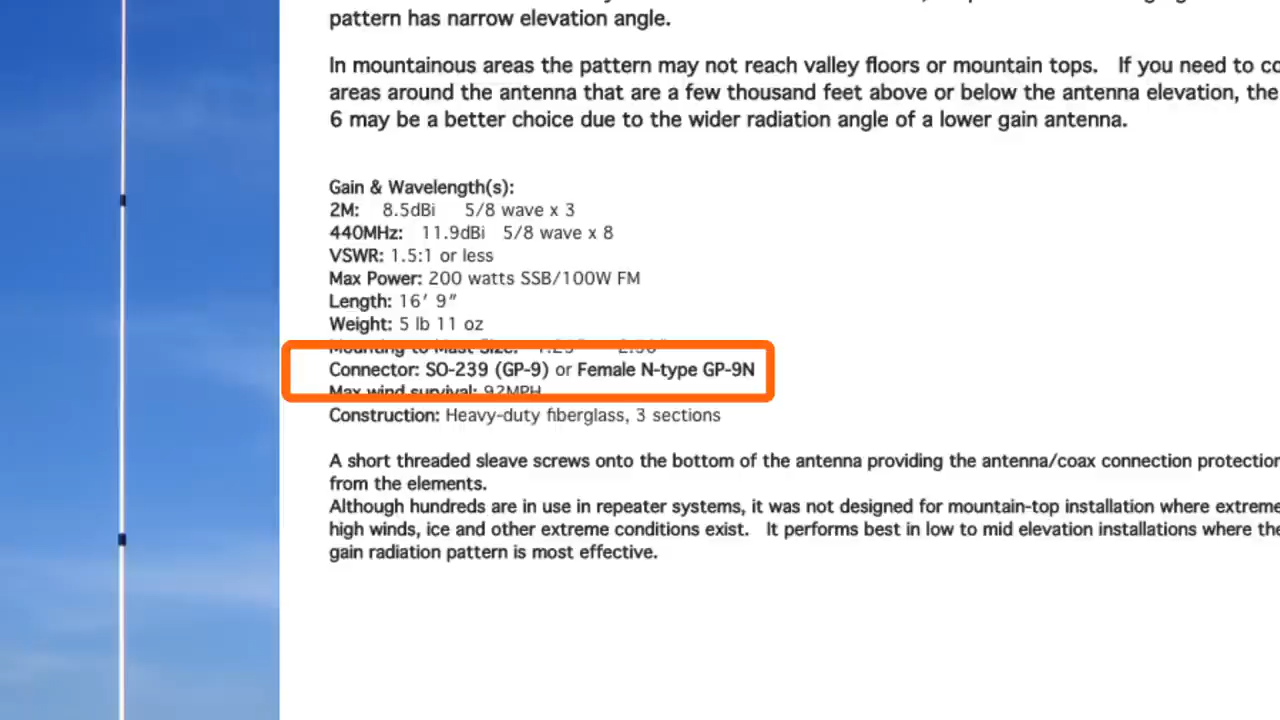 pattern has narrow elevation angle.
In mountainous areas the pattern may not reach valley floors or mountain tops. If you need to co
areas around the antenna that are a few thousand feet above or below the antenna elevation, the
6 may be a better choice due to the wider radiation angle of a lower gain antenna.
Gain & Wavelength(s):
2M: 8.5dBi 5/8 wave x 3
440MHz: 11.9dBi 5/8 wave x 8
VSWR: 1.5:1 or less
Max Power: 200 watts SSB/100W FM
Length: 16' 9"
Weight: 5 lb 11 oz
Mounting to Mast Size:
Connector: SO-239 (GP-9) or Female N-type GP-9N
Max wind survival: 92MPH
Construction: Heavy-duty fiberglass, 3 sections
A short threaded sleave screws onto the bottom of the antenna providing the antenna/coax connection protection
from the elements.
Although hundreds are in use in repeater systems, it was not designed for mountain-top installation where extreme
high winds, ice and other extreme conditions exist. It performs best in low to mid elevation installations where the
gain radiation pattern is most effective.